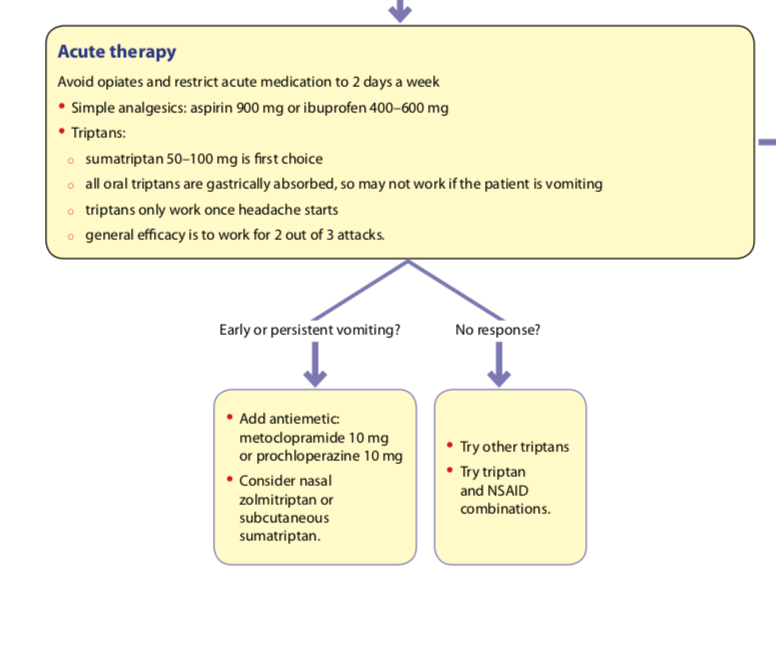 Acute therapy
Avoid opiates and restrict acute medication to 2 days a week
• Simple analgesics: aspirin 900 mg or ibuprofen 400–600 mg
• Triptans:
○ sumatriptan 50–100 mg is first choice
○ all oral triptans are gastrically absorbed, so may not work if the patient is vomiting
○ triptans only work once headache starts
○ general efficacy is to work for 2 out of 3 attacks.
Early or persistent vomiting?
• Add antiemetic:
metoclopramide 10 mg
or prochloperazine 10 mg
• Consider nasal
zolmitriptan or
subcutaneous
sumatriptan.
No response?
• Try other triptans
• Try triptan
and NSAID
combinations.